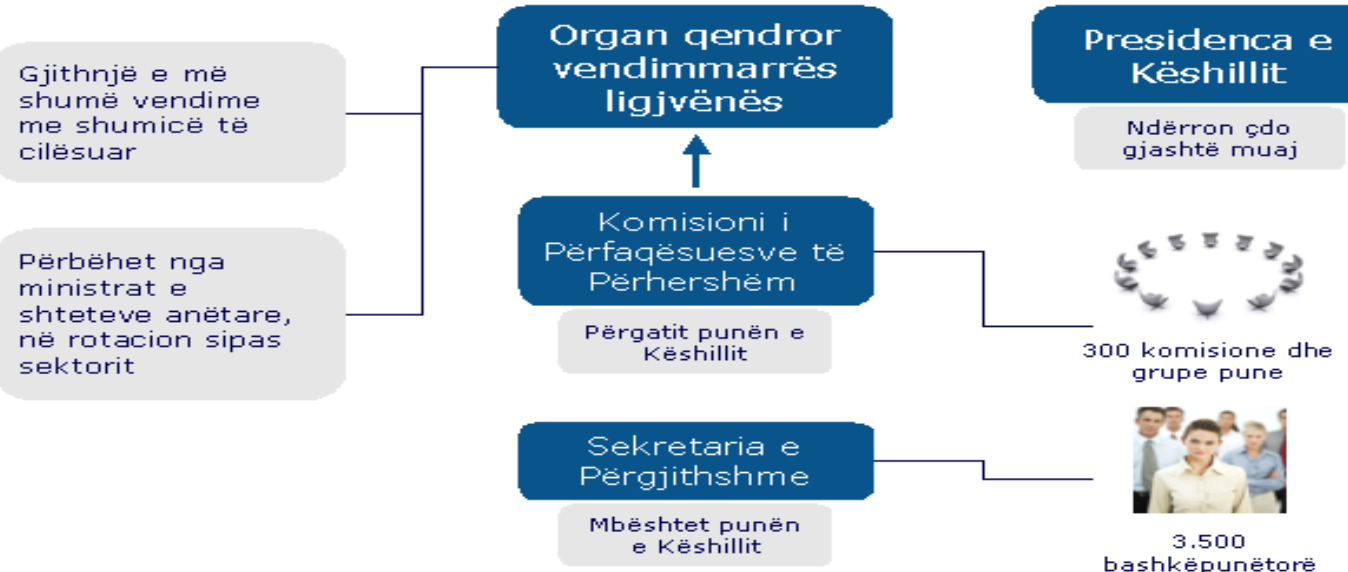 Gjithnjë e më
shumë vendime
me shumicë të
cilësuar
Përbëhet nga
ministrat e
shteteve anëtare,
në rotacion sipas
sektorit
Organ qendror
vendimmarrës
ligjvënës
Komisioni i
Përfaqësuesve të
Përhershëm
Përgatit punën e
Këshillit
Sekretaria e
Përgjithshme
Mbështet punën
e Këshillit
Presidenca e
Këshillit
Ndërron çdo
gjashtë muaj
300 komisione dhe
grupe pune
3.500
bashkëpunëtorë